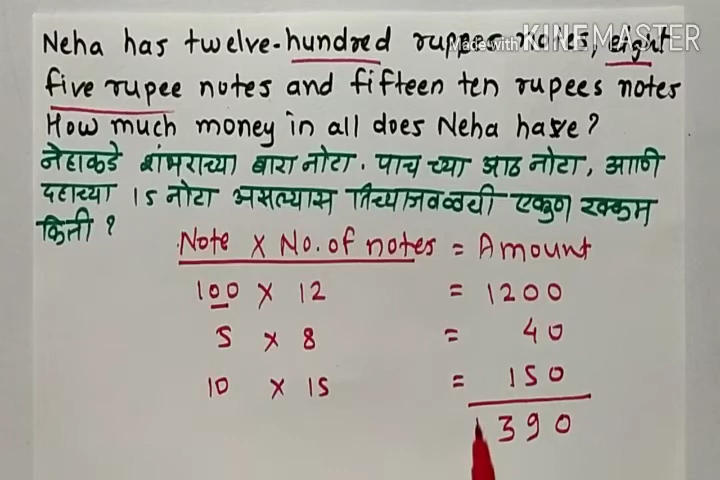 Made with KINEMASTER
Neha has twelve-hundred ruppes notes, eight
five rupee notes and fifteen ten rupees notes
How much money in all does Neha have?
नेहाकडे शंभराच्या बारा नोटा. पाच च्या आठ नोटा, आणि
दहाच्या 15 नोटा असल्यास तिच्याजवळची एकुण रक्कम
किती ?
Note × No. of notes = Amount
100 × 12 = 1200
5 × 8 = 40
10 × 15 = 150
1390